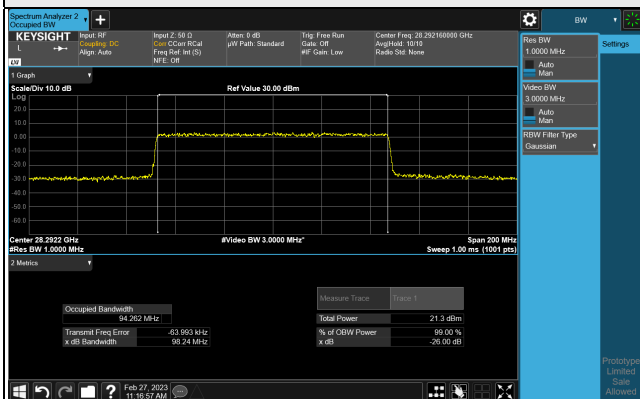 Spectrum Analyzer 2
Occupied BW
+
BW
KEYSIGHT
L
Input: RF
Coupling: DC
Align: Auto
Input Z: 50 Ω
Corr CCorr RCal
Freq Ref: Int (S)
NFE: Off
Atten: 0 dB
µW Path: Standard
Trig: Free Run
Gate: Off
#IF Gain: Low
Center Freq: 28.292160000 GHz
Avg|Hold: 10/10
Radio Std: None
Res BW
1.0000 MHz
Auto
Man
Settings
Video BW
3.0000 MHz
Auto
Man
RBW Filter Type
Gaussian
1 Graph
Scale/Div 10.0 dB
Ref Value 30.00 dBm
Log
20.0
10.0
0.00
-10.0
-20.0
-30.0
-40.0
-50.0
-60.0
Center 28.2922 GHz
#Video BW 3.0000 MHz*
Span 200 MHz
#Res BW 1.0000 MHz
Sweep 1.00 ms (1001 pts)
2 Metrics
Measure Trace
Trace 1
Occupied Bandwidth
94.262 MHz
Total Power
21.3 dBm
Transmit Freq Error
-63.993 kHz
% of OBW Power
99.00 %
x dB Bandwidth
98.24 MHz
x dB
-26.00 dB
Prototype
Limited
Sale
Allowed
?
Feb 27, 2023
11:16:57 AM